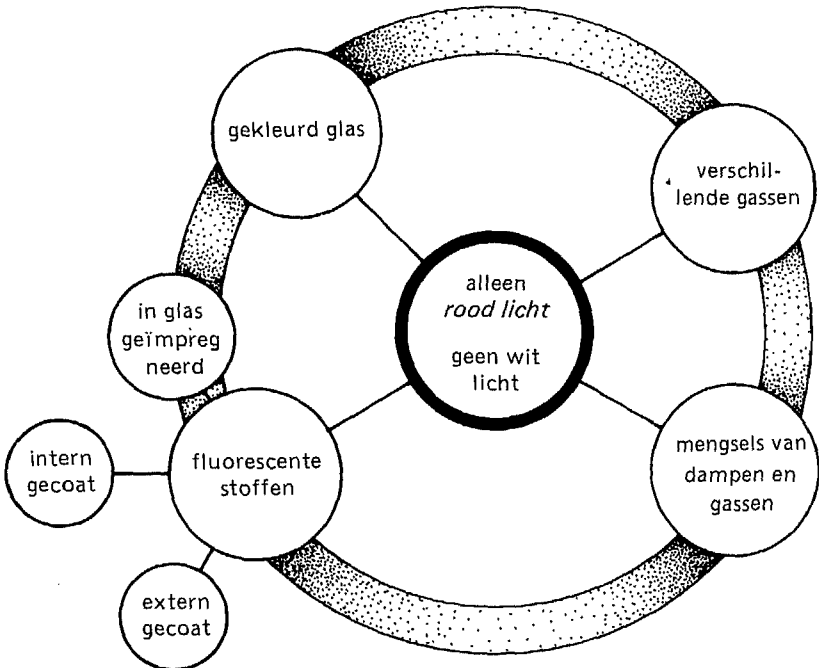 gekleurd glas
verschil-
lende gassen
alleen
rood licht
geen wit
licht
in glas
geïmpreg
neerd
intern
gecoat
fluorescente
stoffen
mengsels van
dampen en
gassen
extern
gecoat